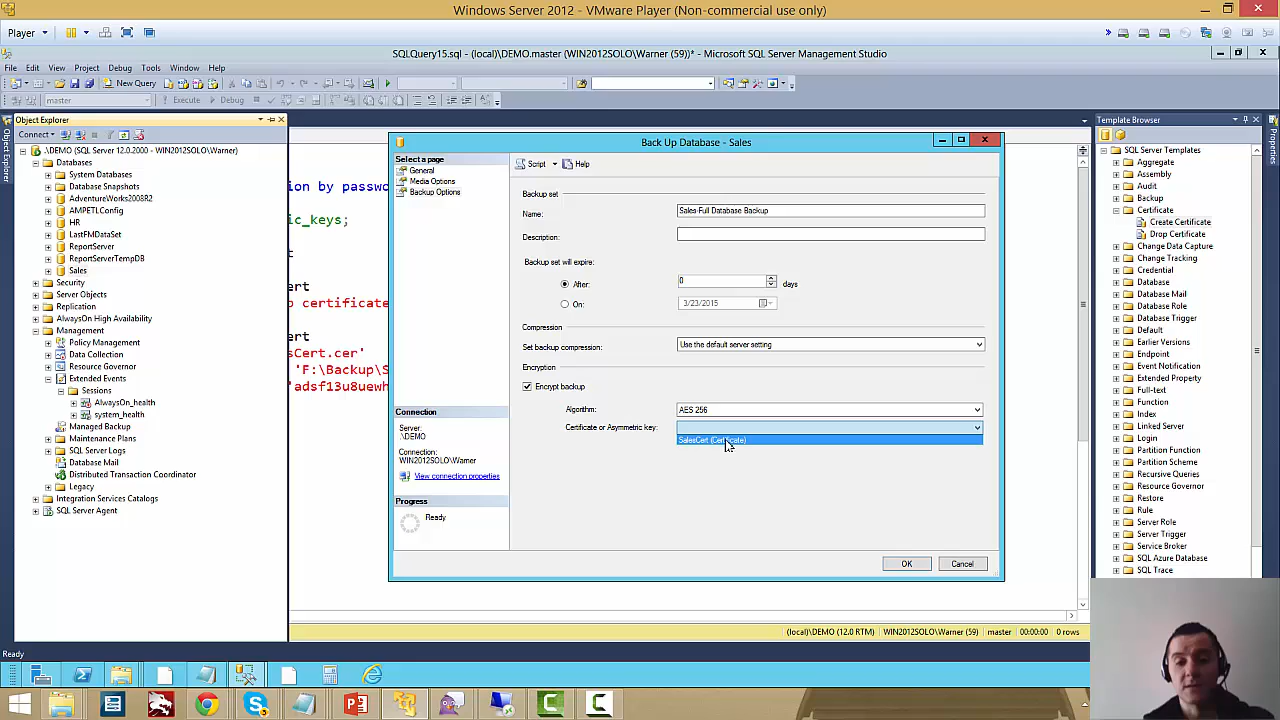 Windows Server 2012 - VMware Player (Non-commercial use only)
Player
SQLQuery15.sql - (local)\DEMO.master (WIN2012SOLO\Warner (59))* - Microsoft SQL Server Management Studio
File Edit View Project Debug Tools Window Help
New Query
master Execute Debug
Object Explorer
Connect
.\DEMO (SQL Server 12.0.2000 - WIN2012SOLO\Warner)
Databases
System Databases
Database Snapshots
AdventureWorks2008R2
AMPETLConfig
HR
LastFMDataSet
ReportServer
ReportServerTempDB
Sales
Security
Server Objects
Replication
AlwaysOn High Availability
Management
Policy Management
Data Collection
Resource Governor
Extended Events
Sessions
AlwaysOn_health
system_health
Managed Backup
Maintenance Plans
SQL Server Logs
Database Mail
Distributed Transaction Coordinator
Legacy
Integration Services Catalogs
SQL Server Agent
Object Explorer
ion by passwo
ic_keys;
t
ert
o certificate
ert
sCert.cer'
'F:\Backup\S
'adsf13u8uewh
Back Up Database - Sales
Select a page
General
Media Options
Backup Options
Connection
Server:
.\DEMO
Connection:
WIN2012SOLO\Warner
View connection properties
Progress
Ready
Script Help
Backup set
Name: Sales-Full Database Backup
Description:
Backup set will expire:
After: 0 days
On: 3/23/2015
Compression
Set backup compression: Use the default server setting
Encryption
Encrypt backup
Algorithm: AES 256
Certificate or Asymmetric key:
SalesCert (Certificate)
OK Cancel
Template Browser
SQL Server Templates
Aggregate
Assembly
Audit
Backup
Certificate
Create Certificate
Drop Certificate
Change Data Capture
Change Tracking
Credential
Database
Database Mail
Database Role
Database Trigger
Default
Earlier Versions
Endpoint
Event Notification
Extended Property
Full-text
Function
Index
Linked Server
Login
Partition Function
Partition Scheme
Recursive Queries
Resource Governor
Restore
Rule
Server Role
Server Trigger
Service Broker
SQL Azure Database
SQL Trace
Properties
(local)\DEMO (12.0 RTM) WIN2012SOLO\Warner (59) master 00:00:00 0 rows
Ready